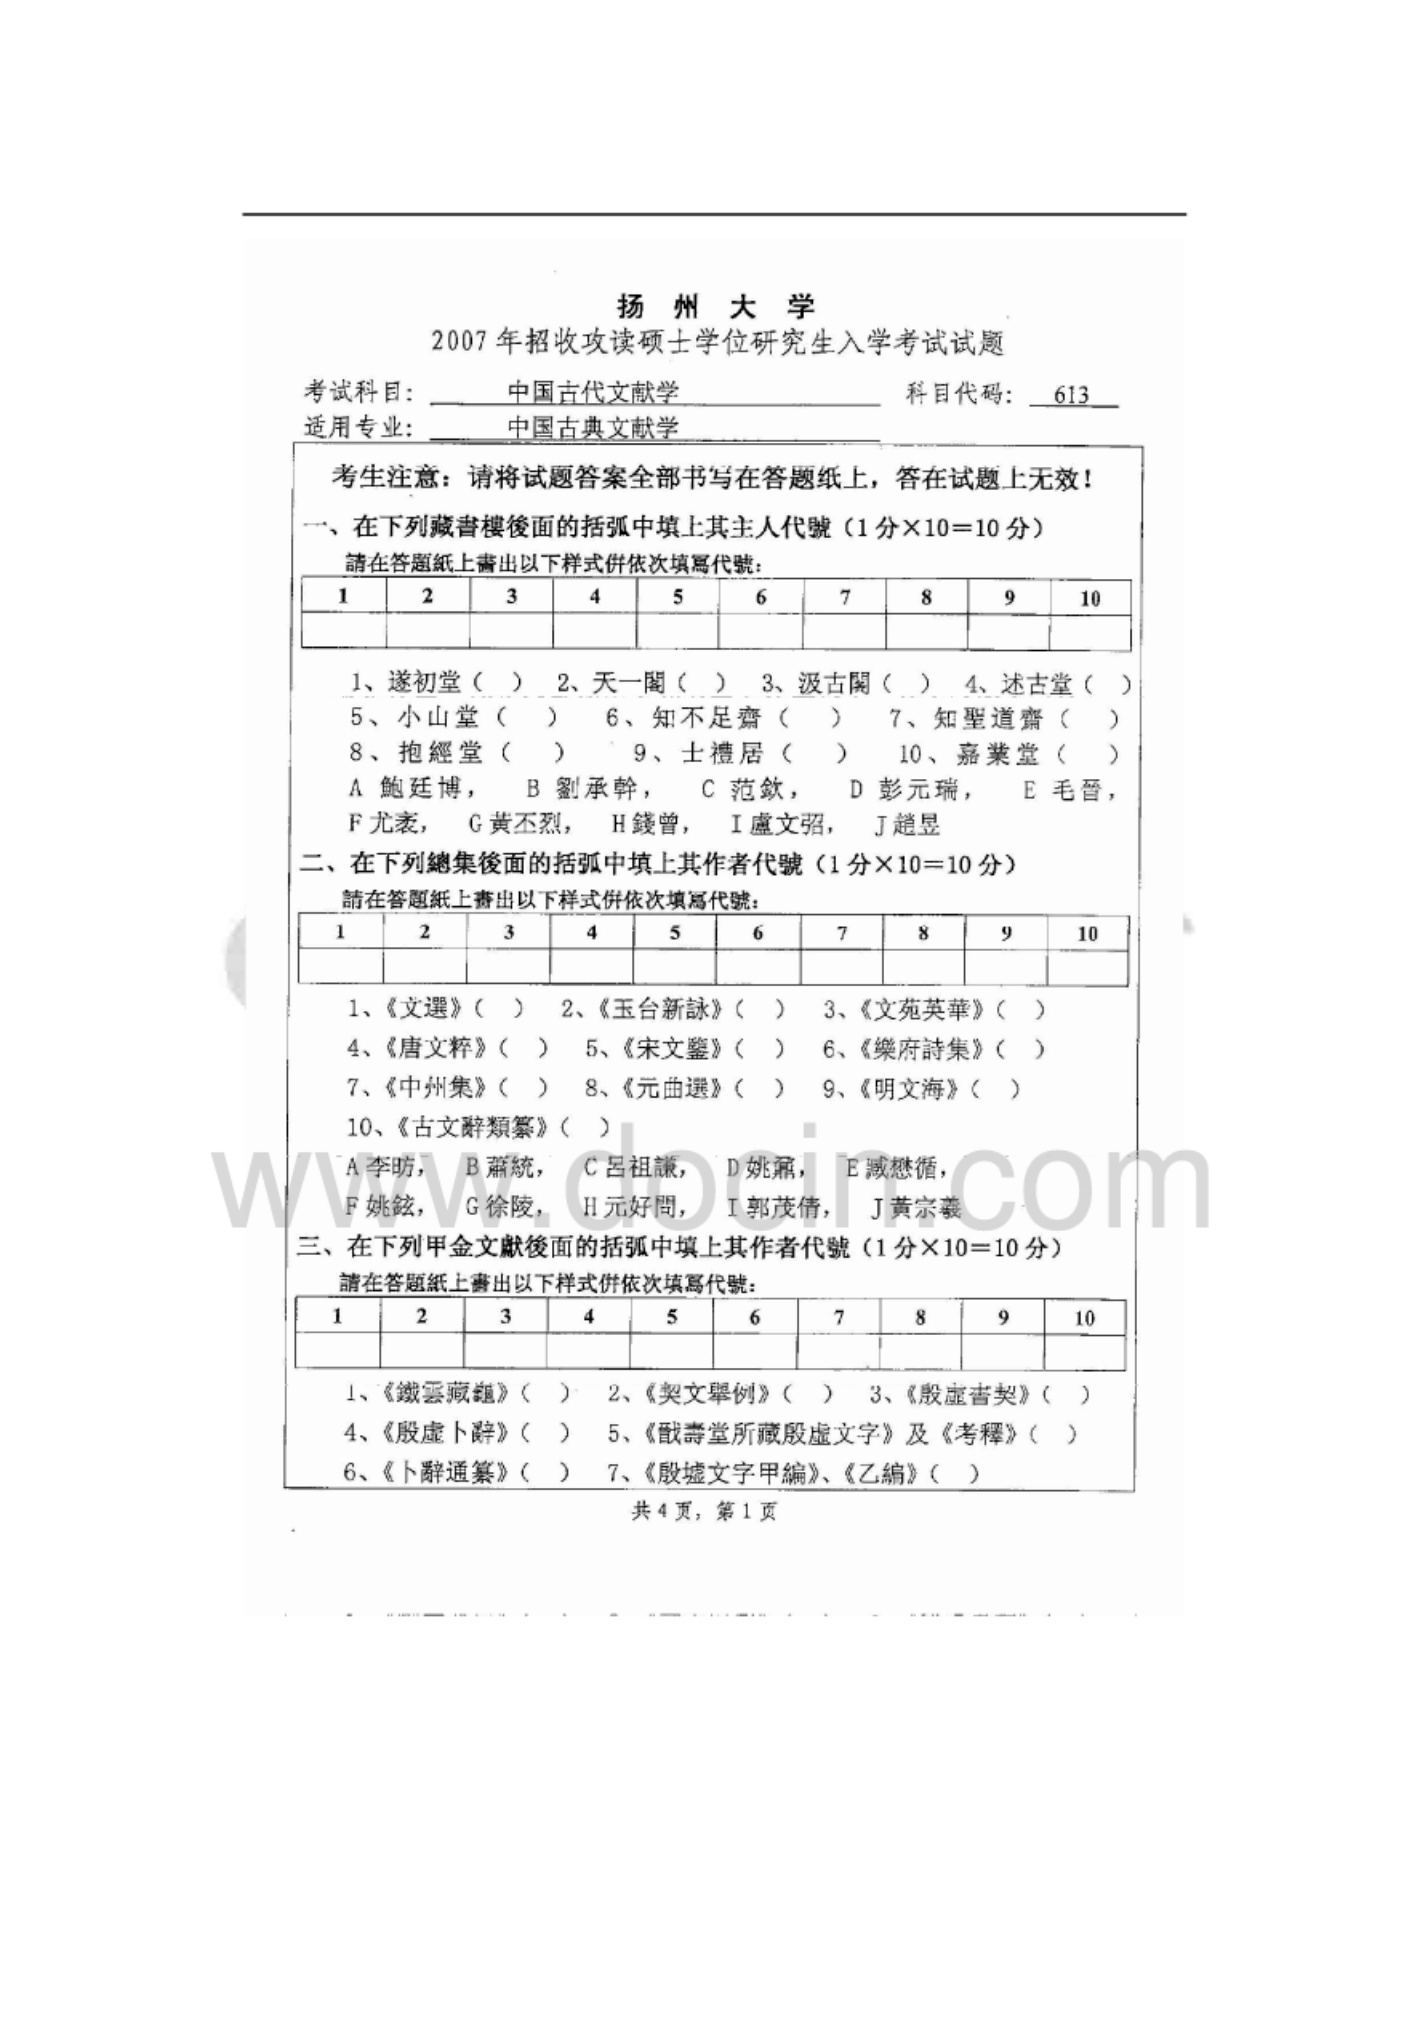 扬 州 大 学
2007 年招收攻读硕士学位研究生入学考试试题
考试科目: 中国古代文献学 科目代码: 613
适用专业: 中国古典文献学
考生注意: 请将试题答案全部书写在答题纸上, 答在试题上无效!
一、在下列藏書樓後面的括弧中填上其主人代號 (1 分×10=10 分)
請在答題紙上書出以下样式併依次填寫代號:
1 2 3 4 5 6 7 8 9 10
1、遂初堂 ( ) 2、天一閣 ( ) 3、汲古閣 ( ) 4、述古堂 ( )
5、小山堂 ( ) 6、知不足齋 ( ) 7、知聖道齋 ( )
8、抱經堂 ( ) 9、士禮居 ( ) 10、嘉業堂 ( )
A 鮑廷博, B 劉承幹, C 范欽, D 彭元瑞, E 毛晉,
F 尤袤, G 黃丕烈, H 錢曾, I 盧文弨, J 趙昱
二、在下列總集後面的括弧中填上其作者代號 (1 分×10=10 分)
請在答題紙上書出以下样式併依次填寫代號:
1 2 3 4 5 6 7 8 9 10
1、《文選》( ) 2、《玉台新詠》( ) 3、《文苑英華》( )
4、《唐文粹》( ) 5、《宋文鑒》( ) 6、《樂府詩集》( )
7、《中州集》( ) 8、《元曲選》( ) 9、《明文海》( )
10、《古文辭類纂》( )
A 李昉, B 蕭統, C 呂祖謙, D 姚鼐, E 臧懋循,
F 姚鉉, G 徐陵, H 元好問, I 郭茂倩, J 黃宗羲
www.docin.com
三、在下列甲金文獻後面的括弧中填上其作者代號 (1 分×10=10 分)
請在答題紙上書出以下样式併依次填寫代號:
1 2 3 4 5 6 7 8 9 10
1、《鐵雲藏龜》( ) 2、《契文舉例》( ) 3、《殷虛書契》( )
4、《殷虛卜辭》( ) 5、《戩壽堂所藏殷虛文字》及《考釋》( )
6、《卜辭通纂》( ) 7、《殷墟文字甲編》、《乙編》( )
共 4 页, 第 1 页